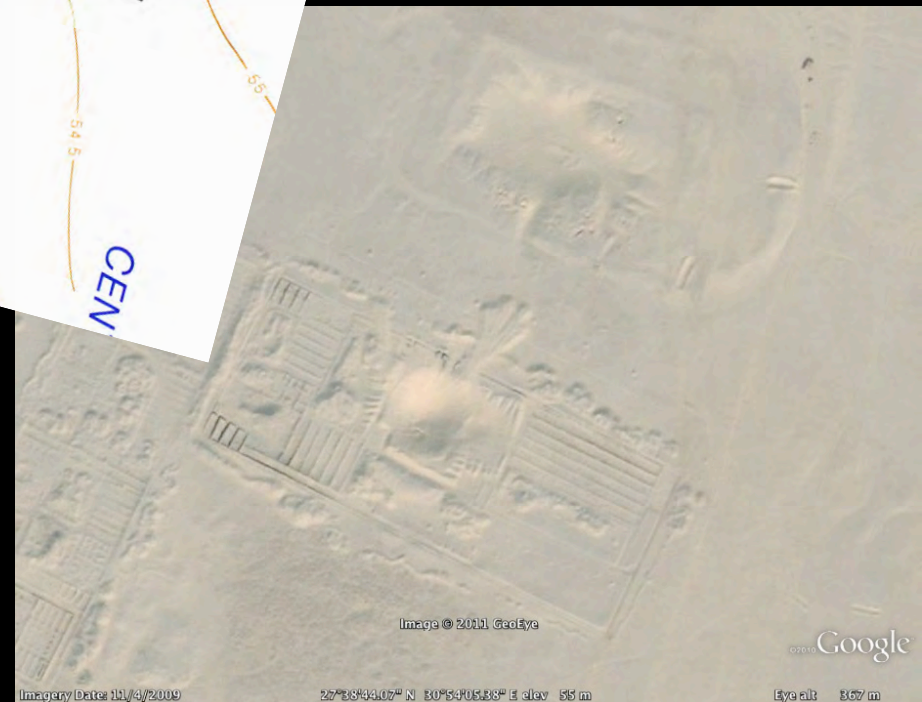 55
54.5
CEN
Image © 2011 GeoEye
©2010 Google
Imagery Date: 11/4/2009
27°38'44.07" N 30°54'05.38" E elev 55 m
Eye alt 367 m